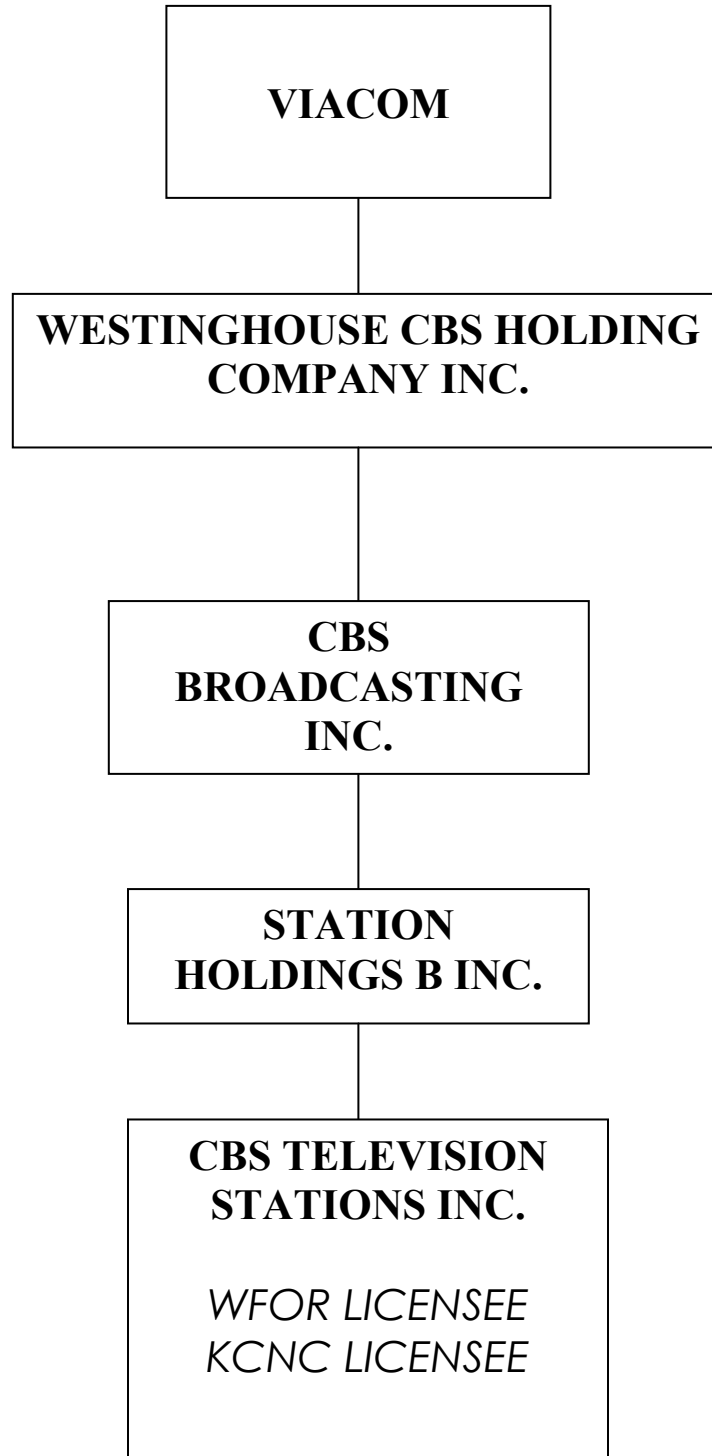 VIACOM
WESTINGHOUSE CBS HOLDING
COMPANY INC.
CBS
BROADCASTING
INC.
STATION
HOLDINGS B INC.
CBS TELEVISION
STATIONS INC.
WFOR LICENSEE
KCNC LICENSEE